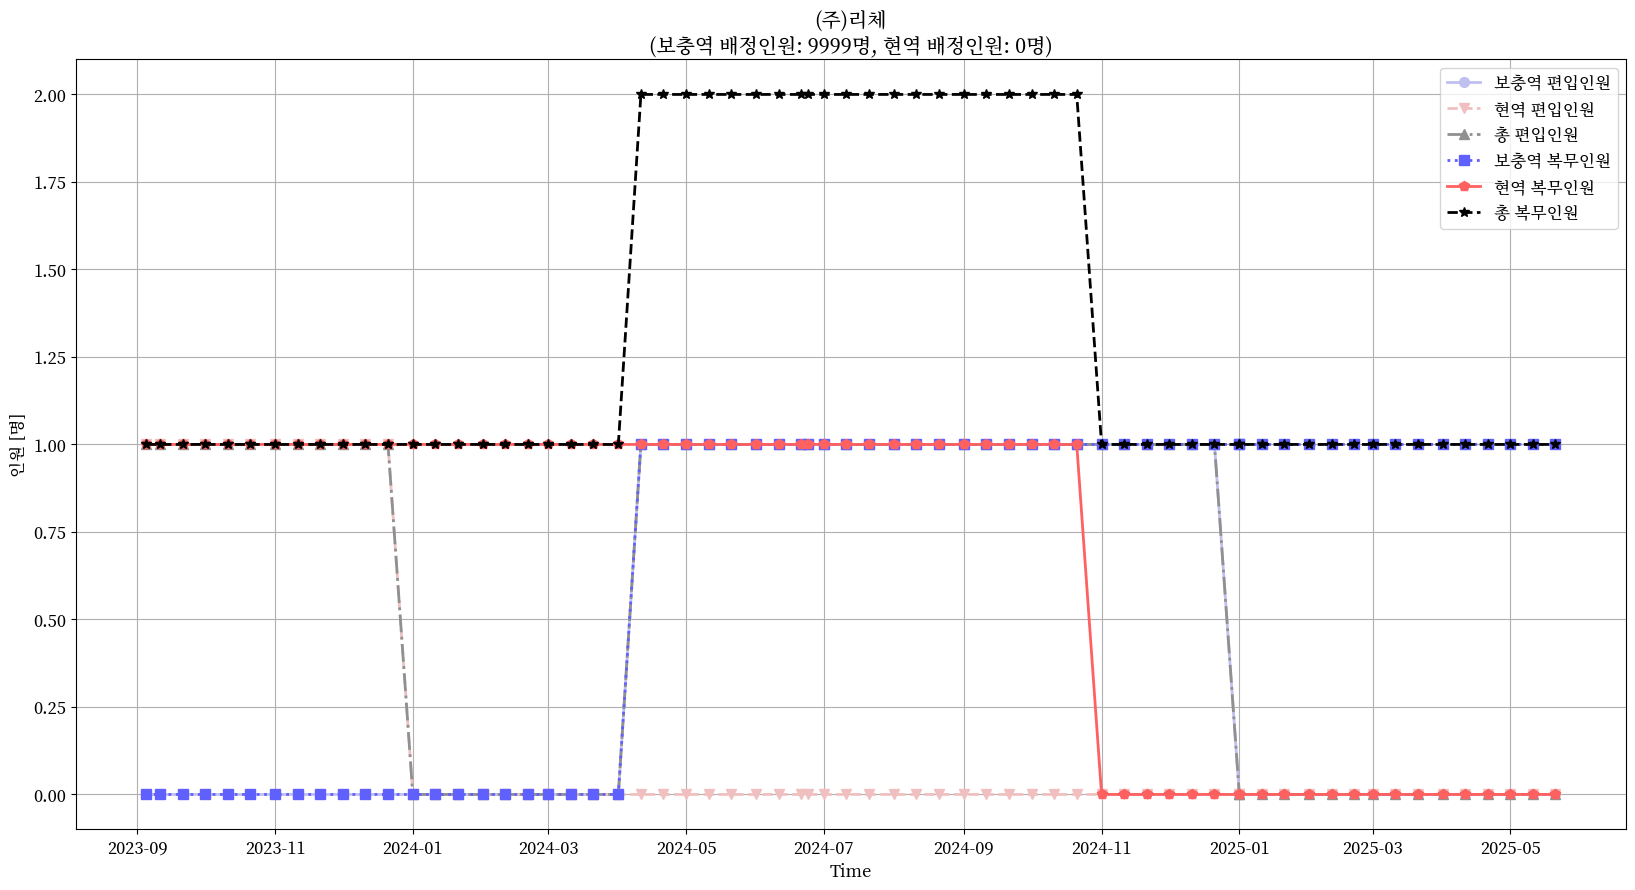 (주)리체
(보충역 배정인원: 9999명, 현역 배정인원: 0명)
보충역 편입인원
현역 편입인원
총 편입인원
보충역 복무인원
현역 복무인원
총 복무인원
2.00
1.75
1.50
1.25
1.00
0.75
0.50
0.25
0.00
인원 [명]
2023-09 2023-11 2024-01 2024-03 2024-05 2024-07 2024-09 2024-11 2025-01 2025-03 2025-05
Time